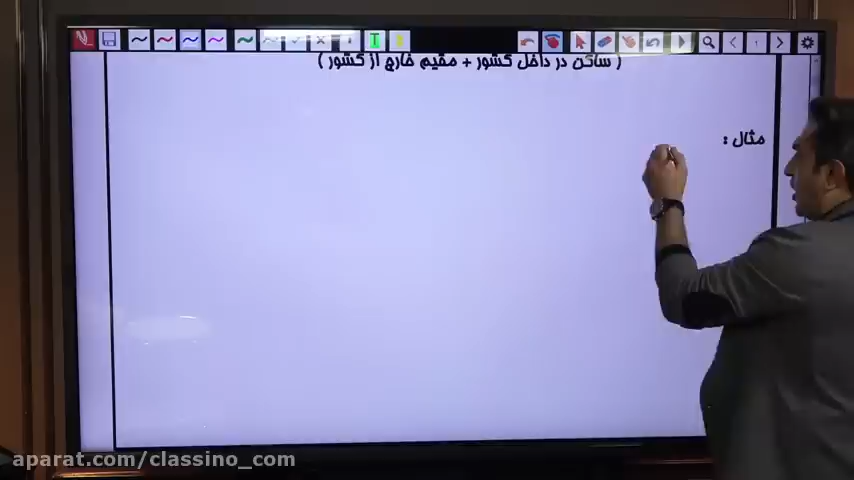 ( ساکن در داخل کشور + مقیم خارج از کشور )
مثال :
aparat.com/classino_com